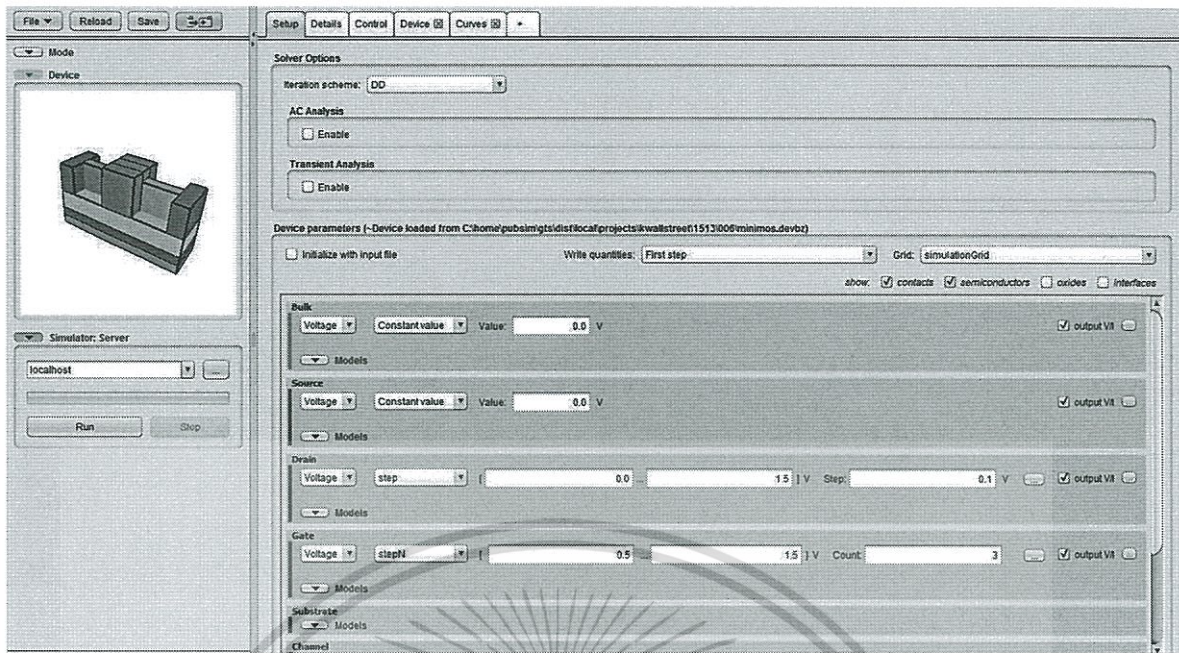 File Reload Save
Setup Details Control Device Curves +
Mode
Device
Solver Options
Iteration scheme: DD
AC Analysis
Enable
Transient Analysis
Enable
Device parameters (~Device loaded from C:\home\pubsim\gts\dist\local\projects\kwallstreet\1513\006\minimos.devbz)
Initialize with input file Write quantities: First step Grid: simulationGrid
show: contacts semiconductors oxides interfaces
Bulk
Voltage Constant value Value: 0.0 V output V/I ...
Models
Simulator: Server
localhost ...
Run Stop
Source
Voltage Constant value Value: 0.0 V output V/I ...
Models
Drain
Voltage step [ 0.0 ... 1.5 ] V Step: 0.1 V ... output V/I ...
Models
Gate
Voltage stepN [ 0.5 ... 1.5 ] V Count: 3 ... output V/I ...
Models
Substrate
Models
Channel